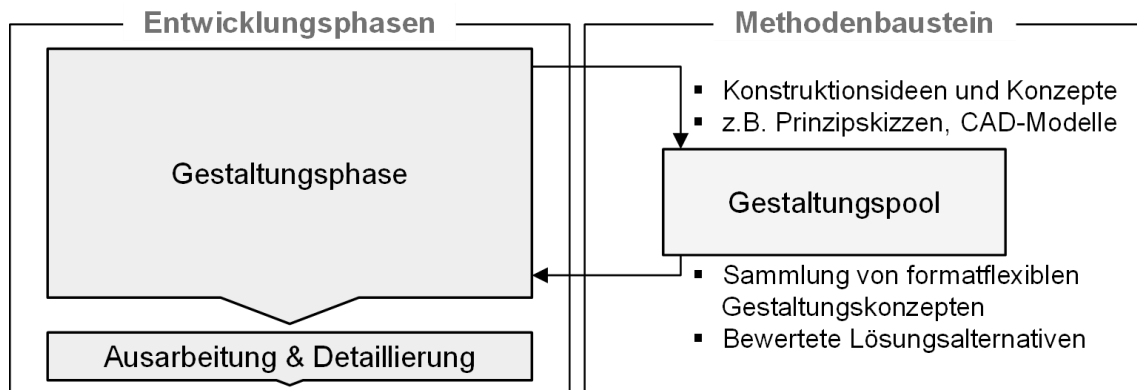 Entwicklungsphasen
Gestaltungsphase
Ausarbeitung & Detaillierung
Methodenbaustein
▪ Konstruktionsideen und Konzepte
▪ z.B. Prinzipskizzen, CAD-Modelle
Gestaltungspool
▪ Sammlung von formatflexiblen
Gestaltungskonzepten
▪ Bewertete Lösungsalternativen